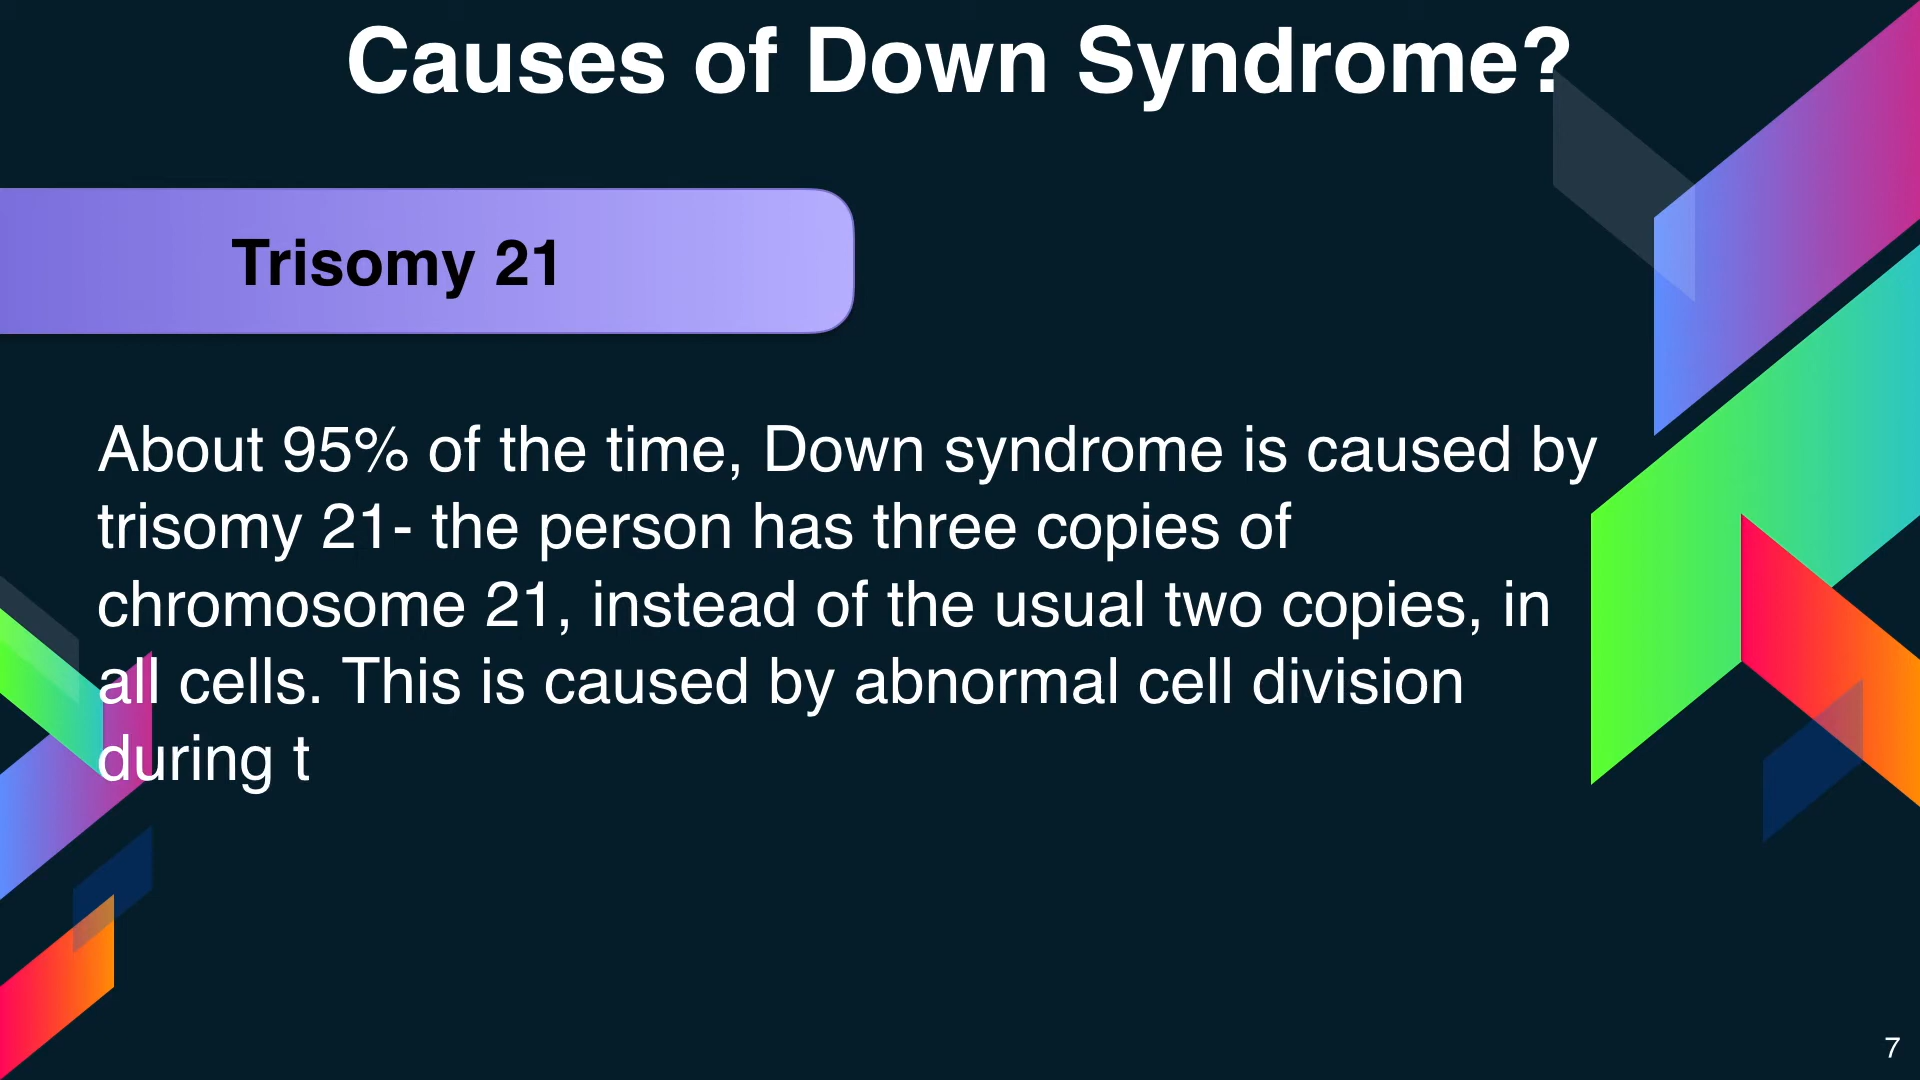 Causes of Down Syndrome?
Trisomy 21
About 95% of the time, Down syndrome is caused by
trisomy 21- the person has three copies of
chromosome 21, instead of the usual two copies, in
all cells. This is caused by abnormal cell division
during t
7